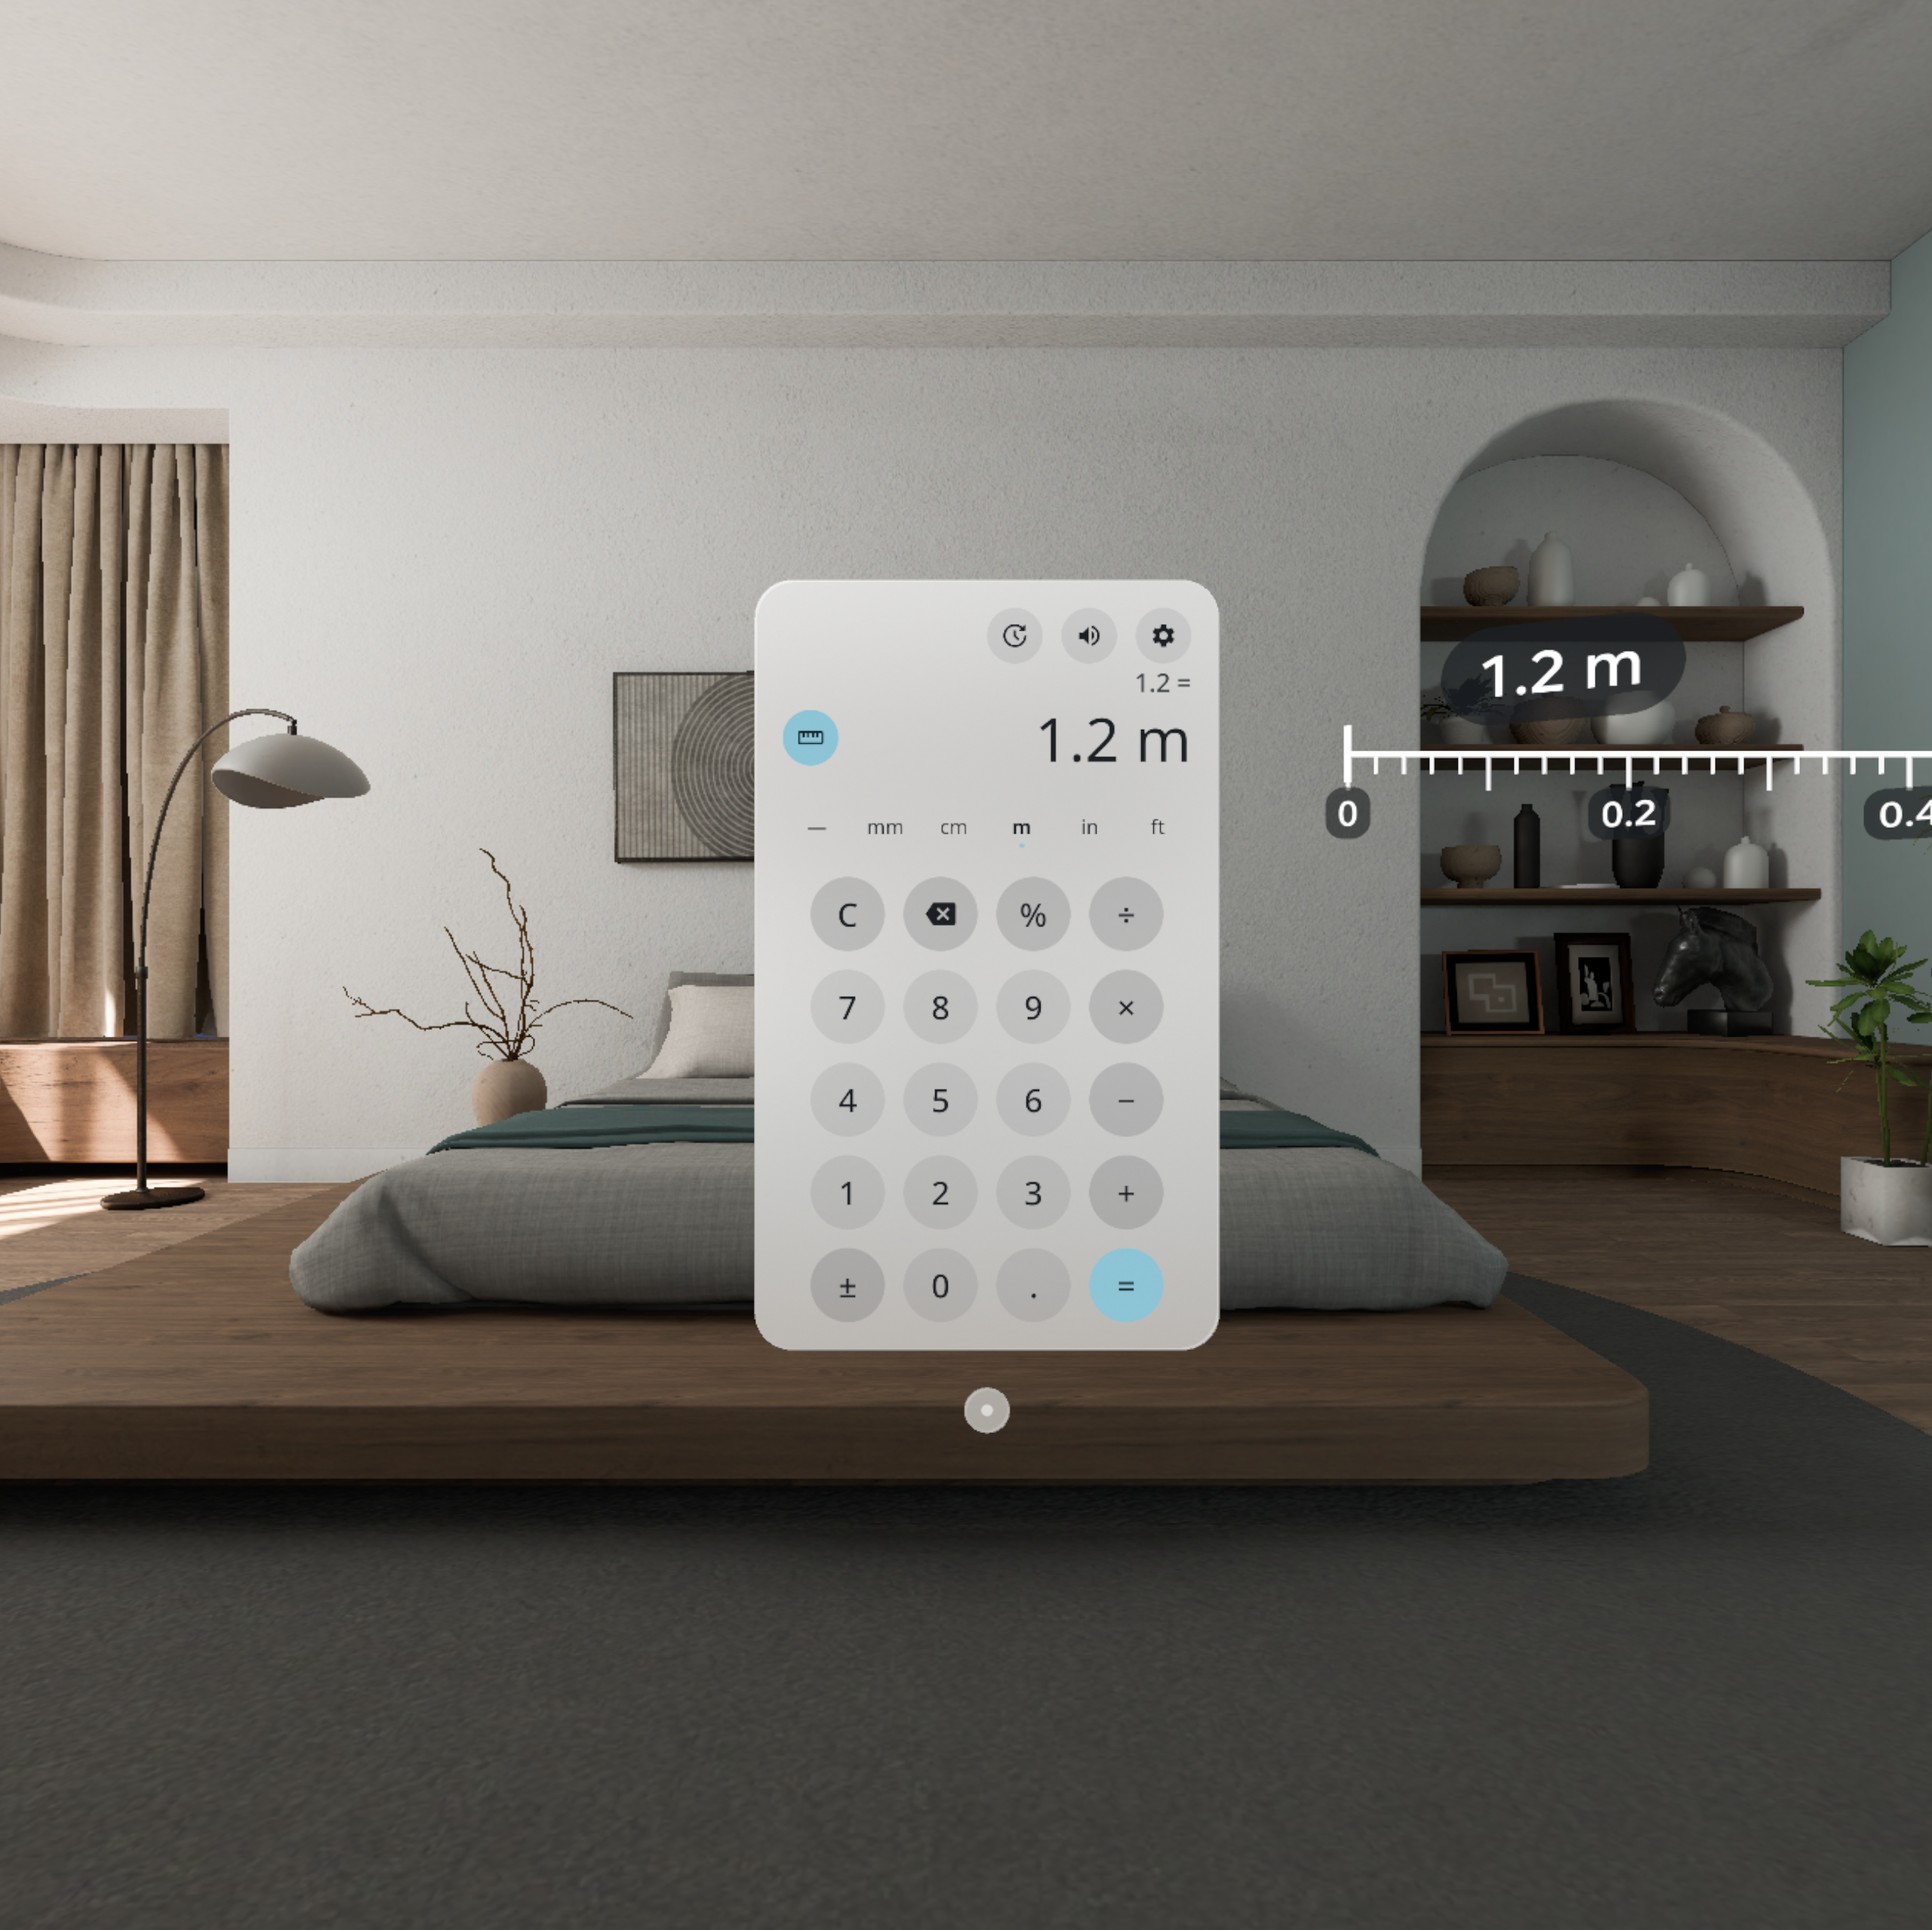 1.2 =
1.2 m
— mm cm m in ft
C % ÷
7 8 9 ×
4 5 6 −
1 2 3 +
± 0 . =
1.2 m
0 0.2 0.4